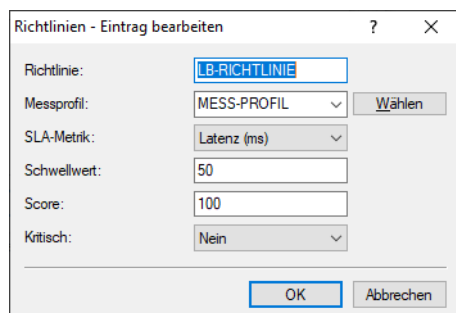 Richtlinien - Eintrag bearbeiten ?
Richtlinie: LB-RICHTLINIE
Messprofil: MESS-PROFIL Wählen
SLA-Metrik: Latenz (ms)
Schwellwert: 50
Score: 100
Kritisch: Nein
OK Abbrechen